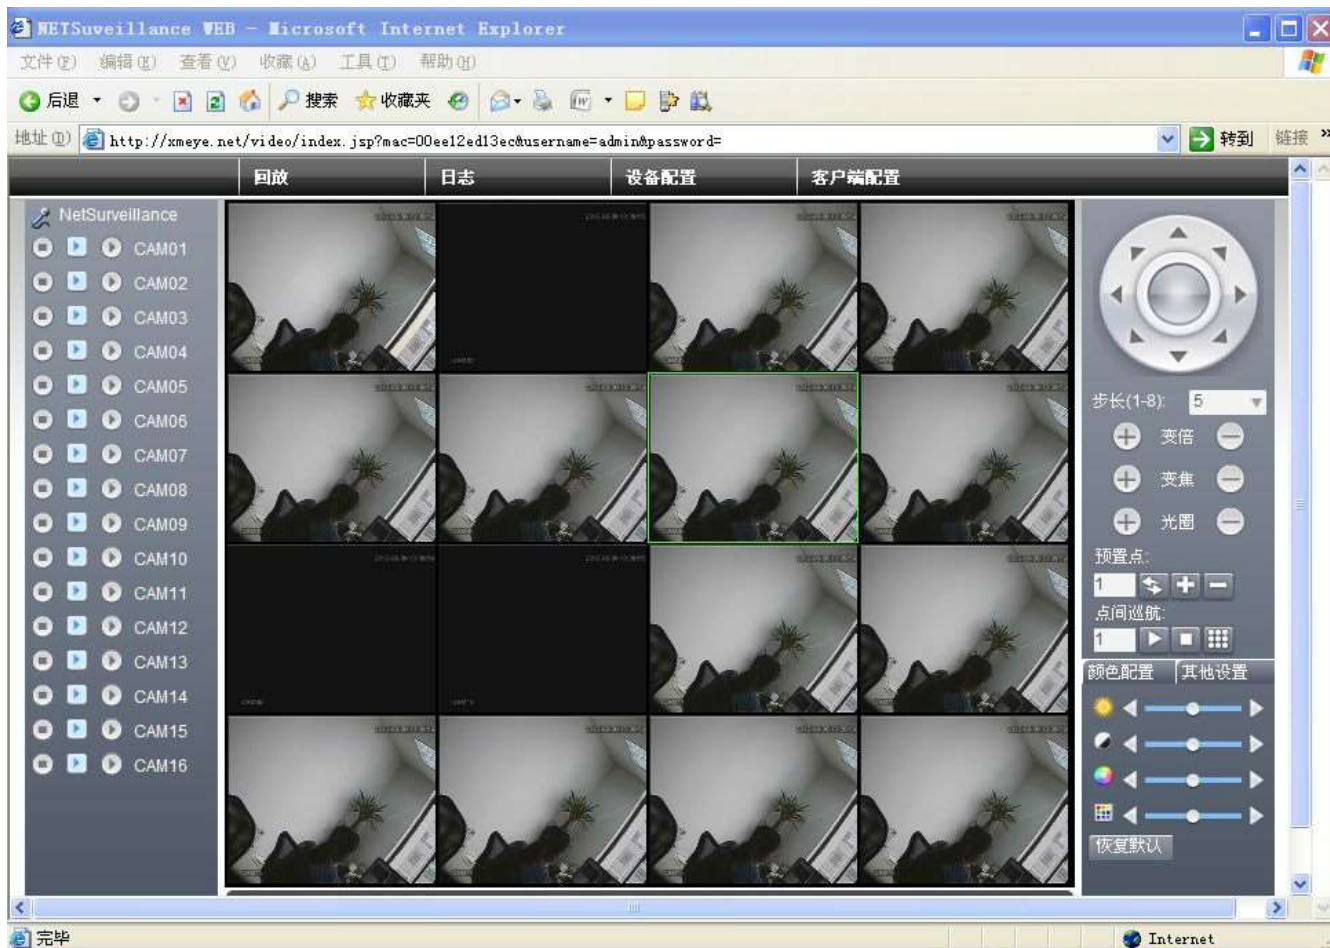 NETSuveillance WEB - Microsoft Internet Explorer
文件(F) 编辑(E) 查看(V) 收藏(A) 工具(T) 帮助(H)
后退 搜索 收藏夹
地址(D) http://xmeye.net/video/index.jsp?mac=00ee12ed13ec&username=admin&password= 转到 链接 »
回放 日志 设备配置 客户端配置
NetSurveillance
CAM01
CAM02
CAM03
CAM04
CAM05
CAM06
CAM07
CAM08
CAM09
CAM10
CAM11
CAM12
CAM13
CAM14
CAM15
CAM16
步长(1-8): 5
变倍
变焦
光圈
预置点:
1
点间巡航:
1
颜色配置 其他设置
恢复默认
完毕 Internet